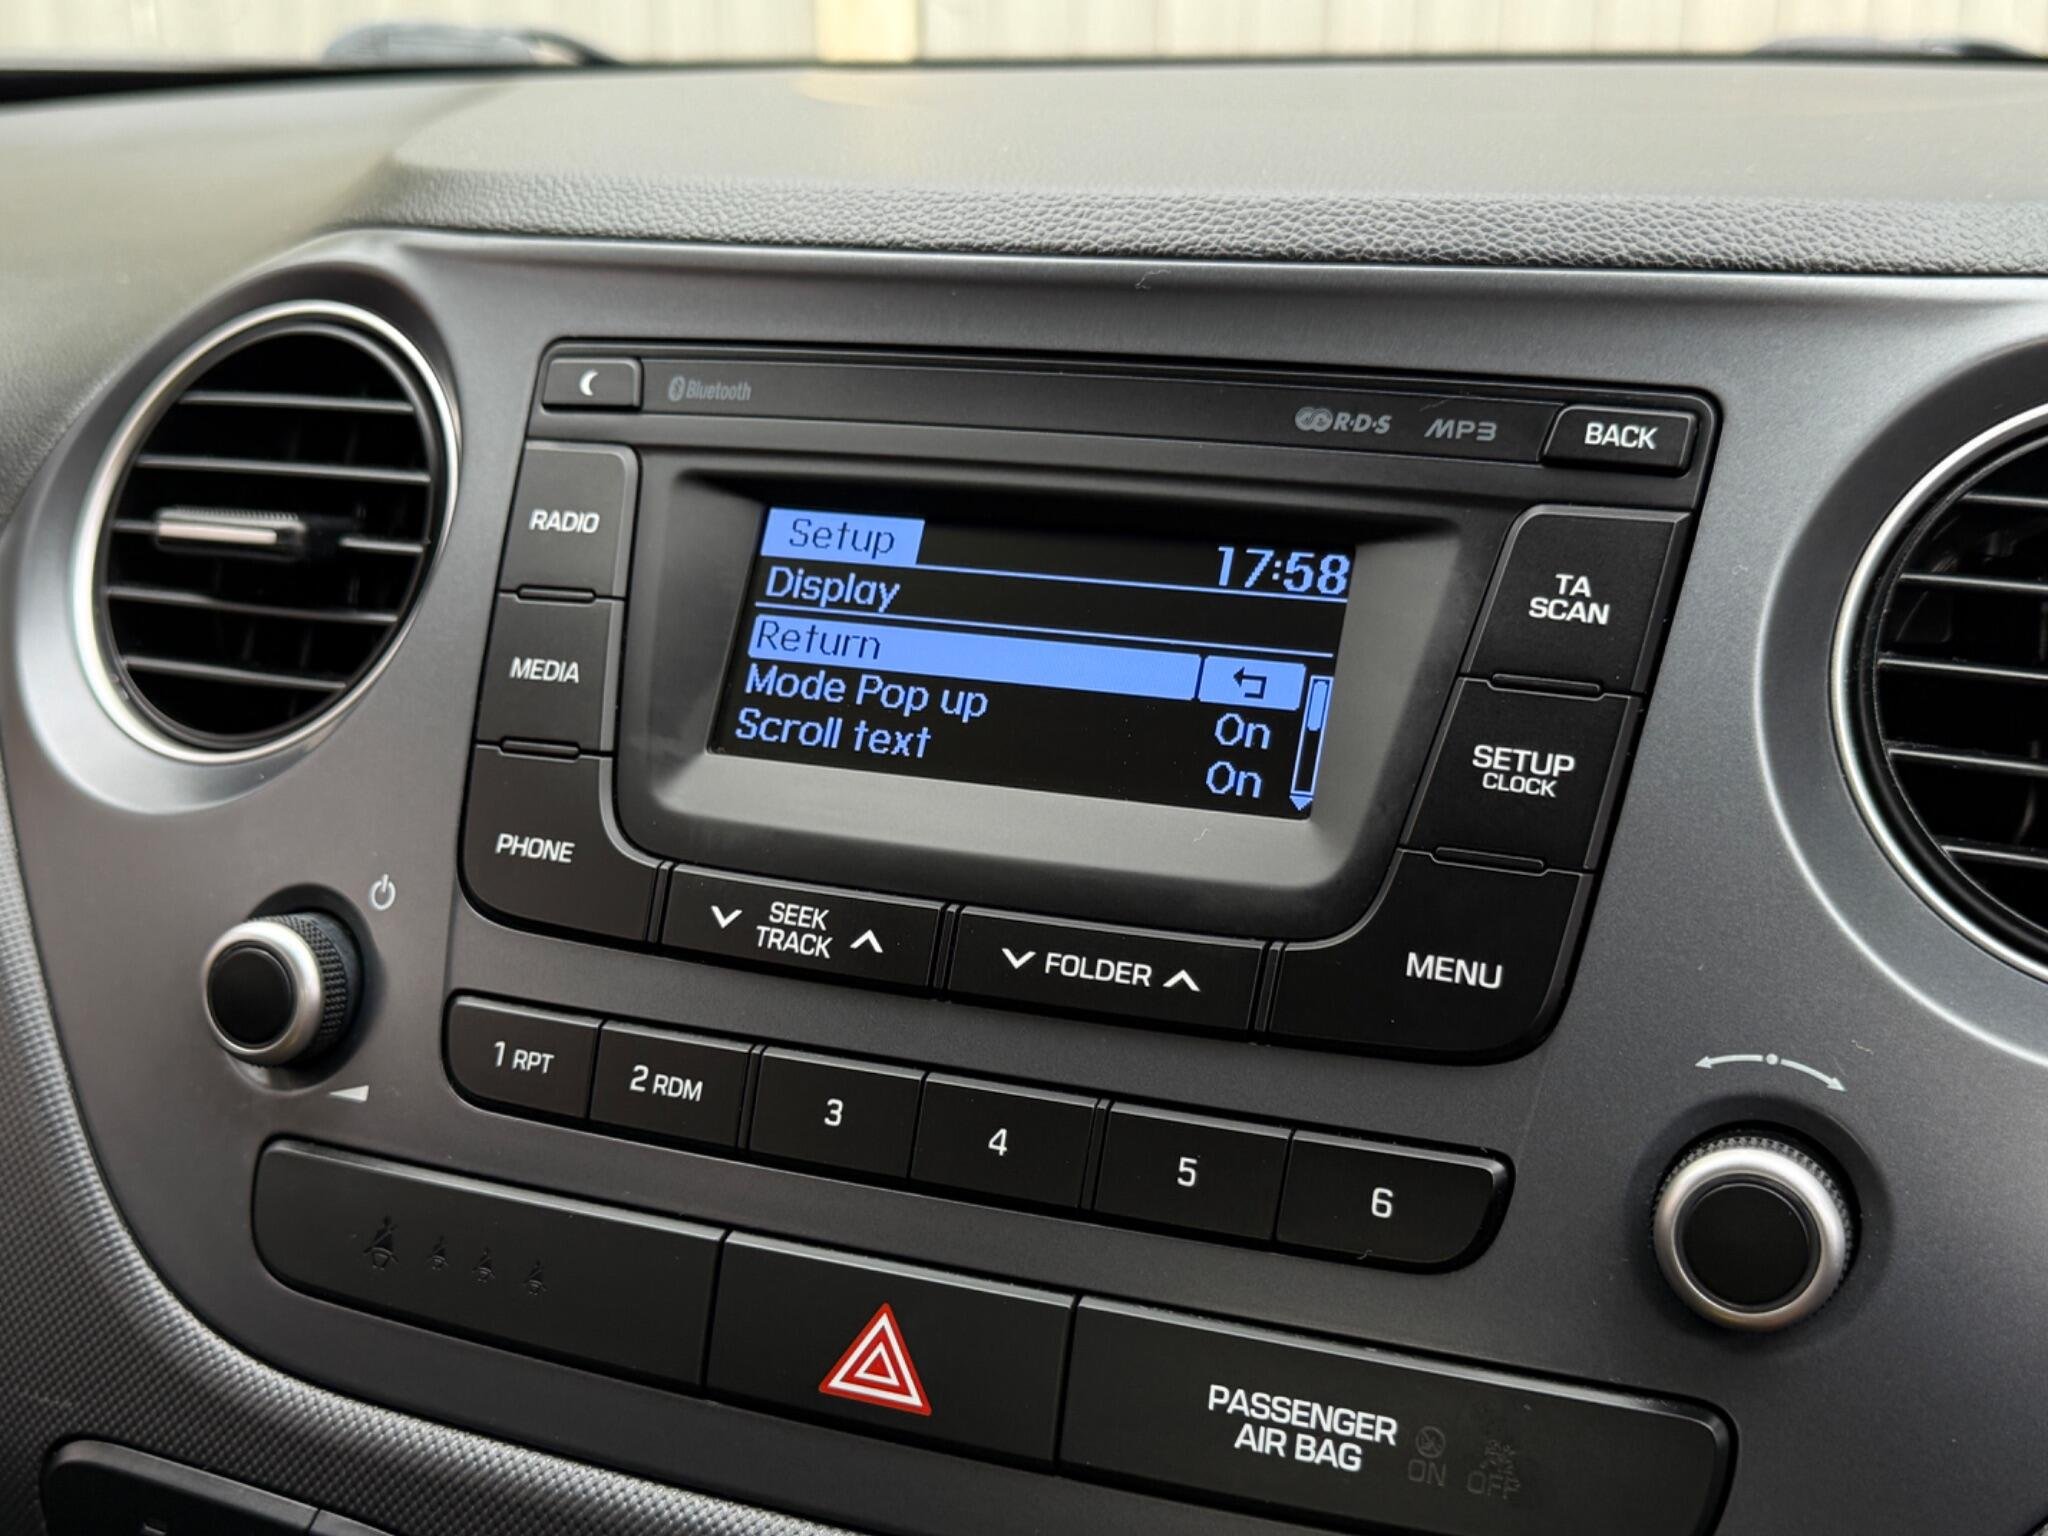 Bluetooth
R·D·S
MP3
BACK
RADIO
MEDIA
PHONE
Setup
17:58
Display
Return
Mode Pop up On
Scroll text On
TA
SCAN
SETUP
CLOCK
MENU
SEEK
TRACK
FOLDER
1 RPT
2 RDM
3
4
5
6
PASSENGER
AIR BAG
ON
OFF